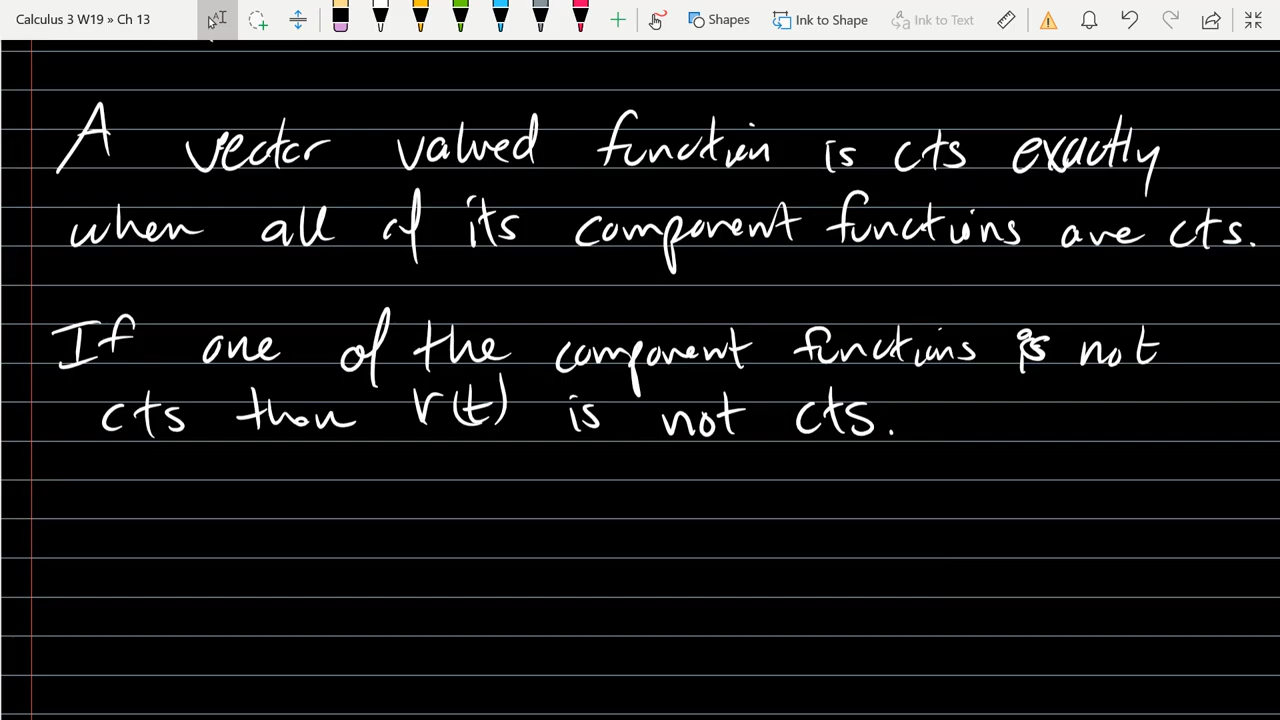 Calculus 3 W19 » Ch 13
Shapes
Ink to Shape
Ink to Text
A vector valued function is cts exactly
when all of its component functions are cts.
If one of the component functions is not
cts then r(t) is not cts.